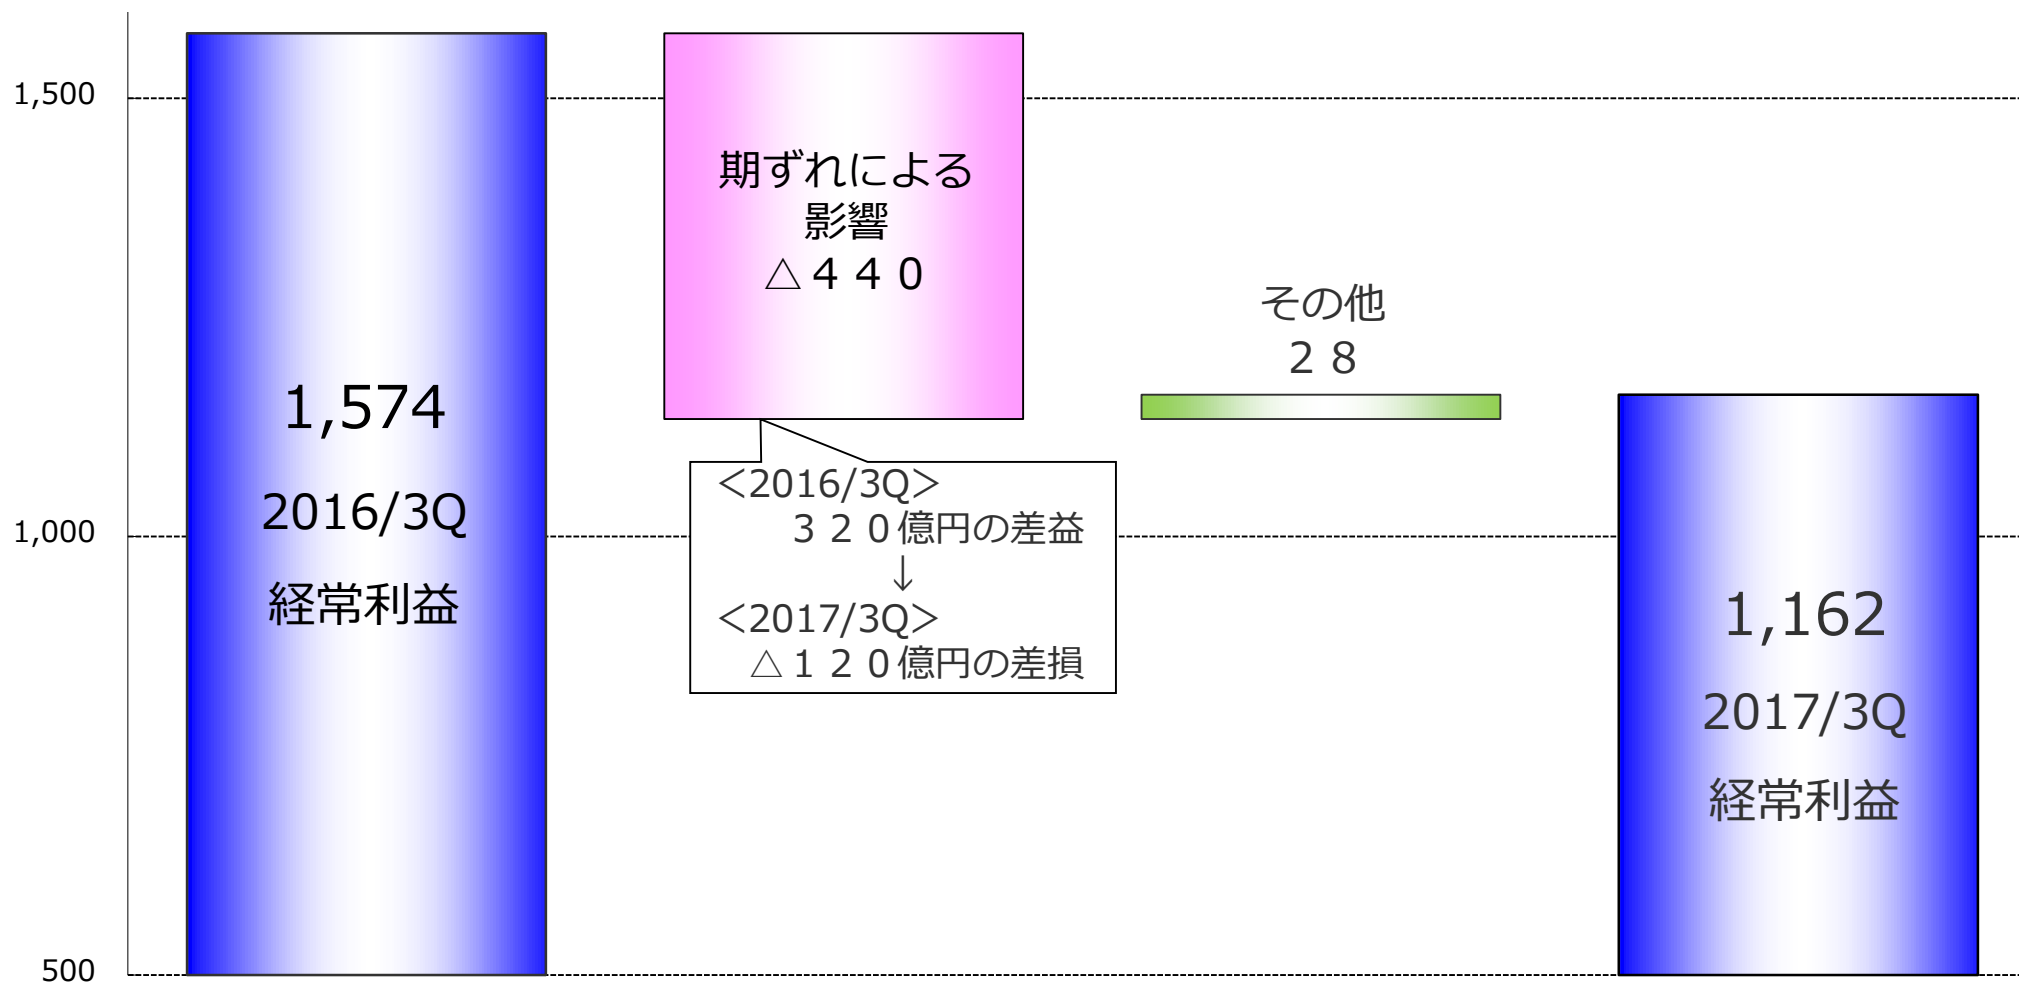 1,500
1,000
500
1,574
2016/3Q
経常利益
期ずれによる
影響
△４４０
＜2016/3Q＞
３２０億円の差益
↓
＜2017/3Q＞
△１２０億円の差損
その他
２８
1,162
2017/3Q
経常利益